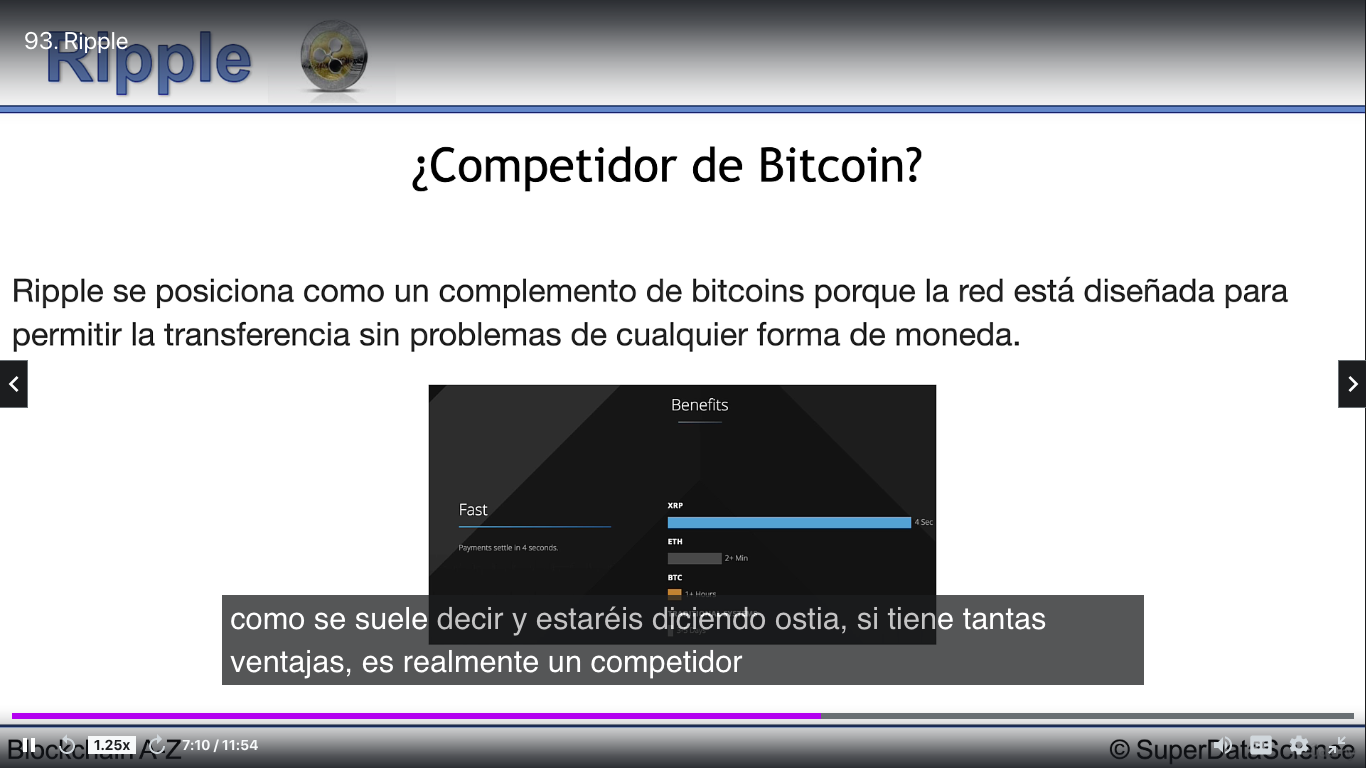 93. Ripple
Ripple
¿Competidor de Bitcoin?
Ripple se posiciona como un complemento de bitcoins porque la red está diseñada para
permitir la transferencia sin problemas de cualquier forma de moneda.
Benefits
Fast
Payments settle in 4 seconds.
XRP
4 Sec
ETH
2+ Min
BTC
1+ Hours
como se suele decir y estaréis diciendo ostia, si tiene tantas
ventajas, es realmente un competidor
Blockchain A-Z
1.25x
7:10 / 11:54
CC
© SuperDataScience